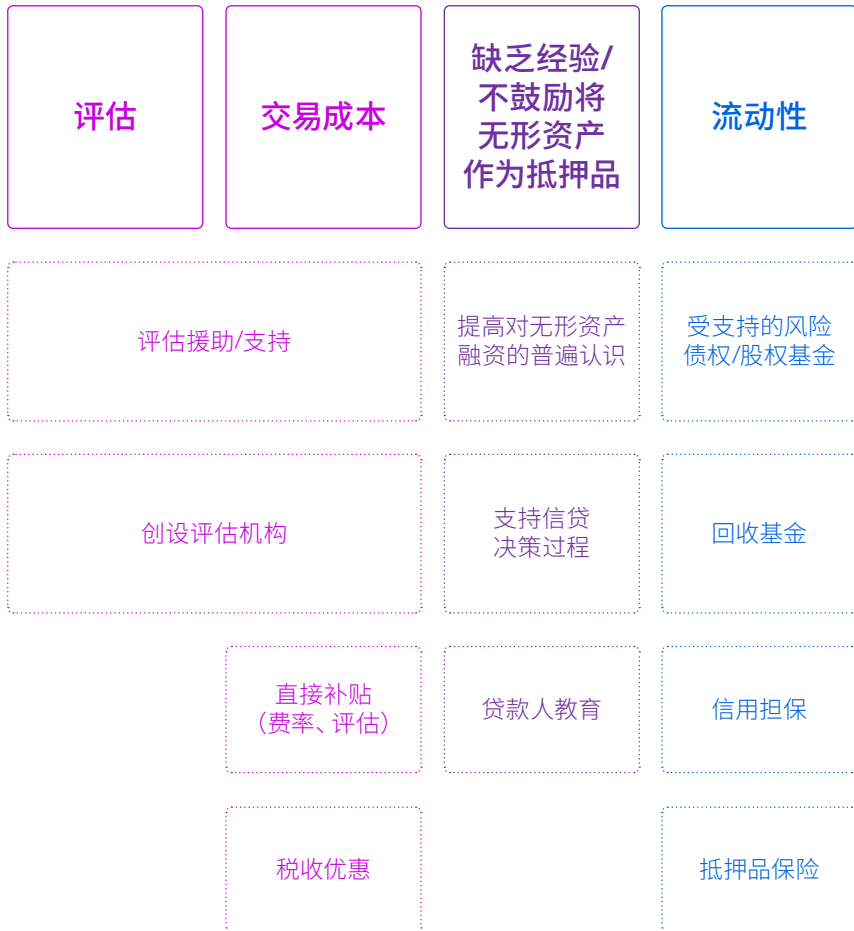 评估
交易成本
缺乏经验/
不鼓励将
无形资产
作为抵押品
流动性
评估援助/支持
提高对无形资产
融资的普遍认识
受支持的风险
债权/股权基金
创设评估机构
支持信贷
决策过程
回收基金
直接补贴
（费率、评估）
贷款人教育
信用担保
税收优惠
抵押品保险